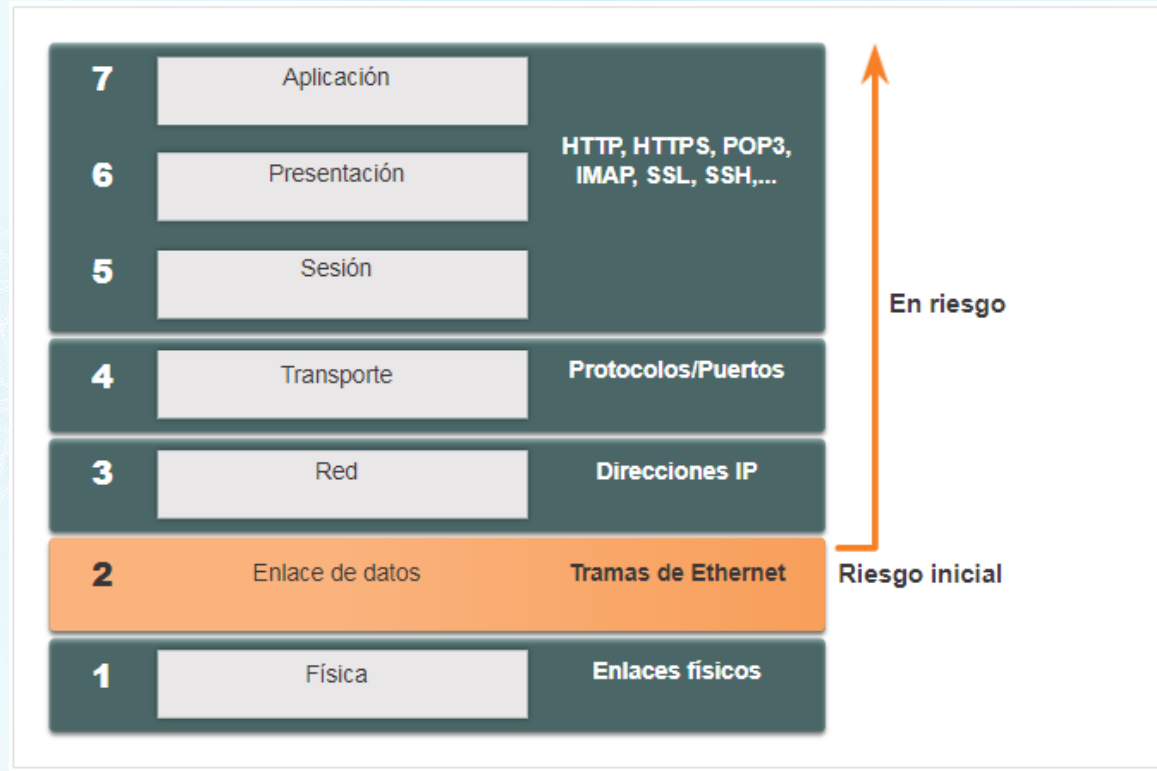 7 Aplicación
HTTP, HTTPS, POP3,
IMAP, SSL, SSH,...
6 Presentación
5 Sesión
En riesgo
4 Transporte Protocolos/Puertos
3 Red Direcciones IP
2 Enlace de datos Tramas de Ethernet Riesgo inicial
1 Física Enlaces físicos